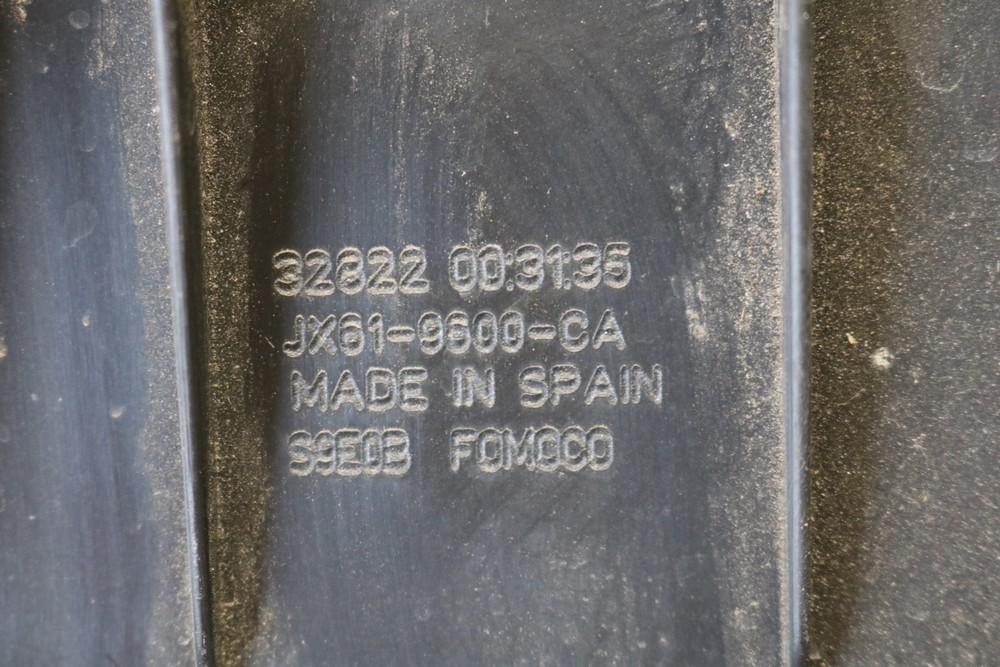 32822 00:31:35
JX61-9600-CA
MADE IN SPAIN
S9E0B FOMOCO